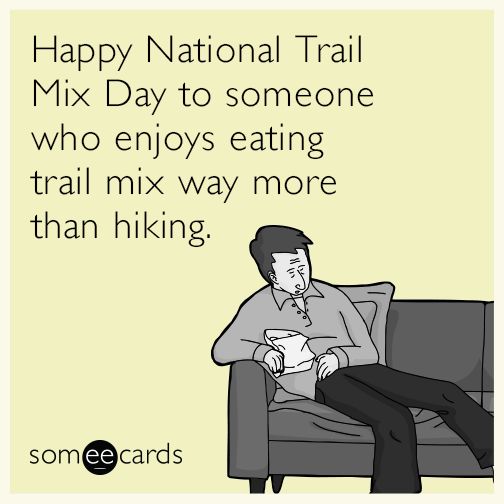 Happy National Trail
Mix Day to someone
who enjoys eating
trail mix way more
than hiking.
someecards